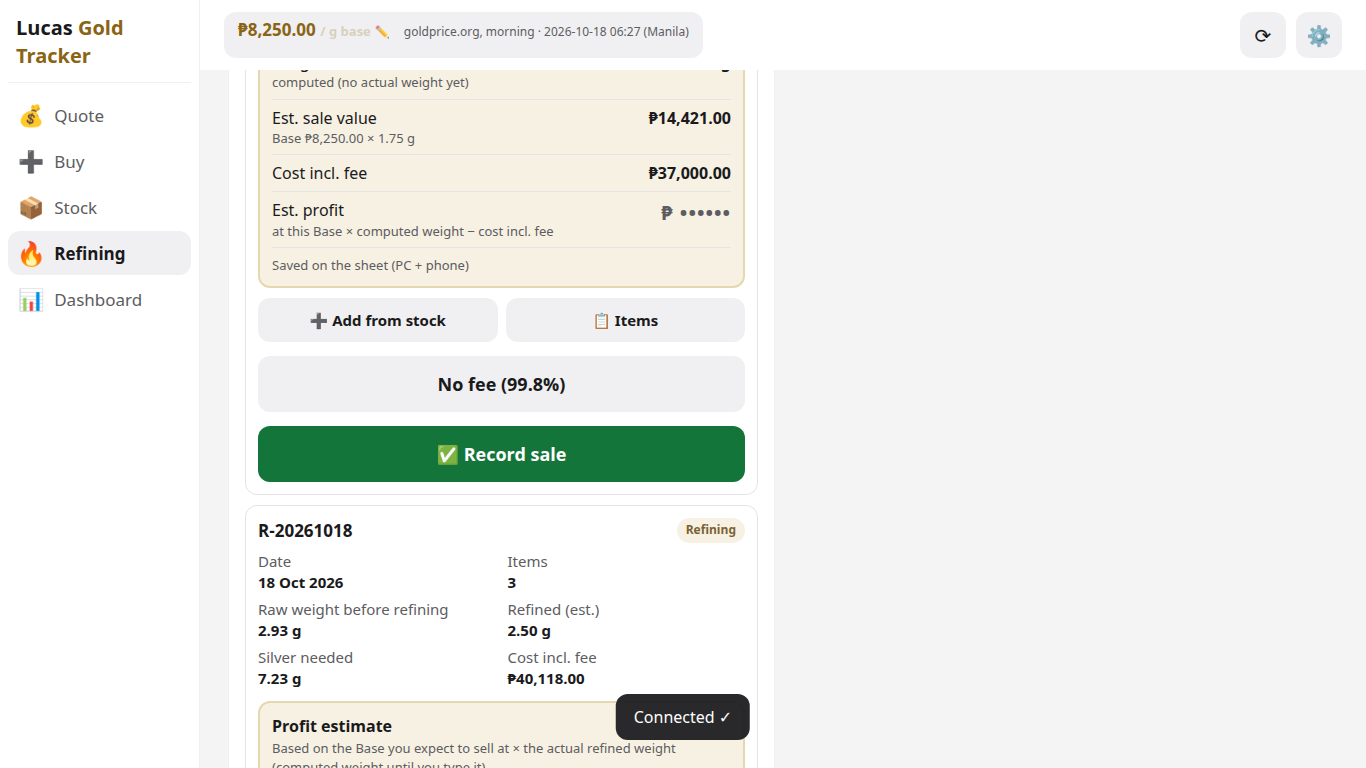 Lucas Gold
Tracker
💰 Quote
➕ Buy
📦 Stock
🔥 Refining
📊 Dashboard
₱8,250.00 / g base ✏️ goldprice.org, morning · 2026-10-18 06:27 (Manila)
⟳ ⚙️
computed (no actual weight yet)
Est. sale value ₱14,421.00
Base ₱8,250.00 × 1.75 g
Cost incl. fee ₱37,000.00
Est. profit ₱ ••••••
at this Base × computed weight − cost incl. fee
Saved on the sheet (PC + phone)
➕ Add from stock 📋 Items
No fee (99.8%)
✅ Record sale
R-20261018 Refining
Date Items
18 Oct 2026 3
Raw weight before refining Refined (est.)
2.93 g 2.50 g
Silver needed Cost incl. fee
7.23 g ₱40,118.00
Profit estimate
Connected ✓
Based on the Base you expect to sell at × the actual refined weight
(computed weight until you type it)